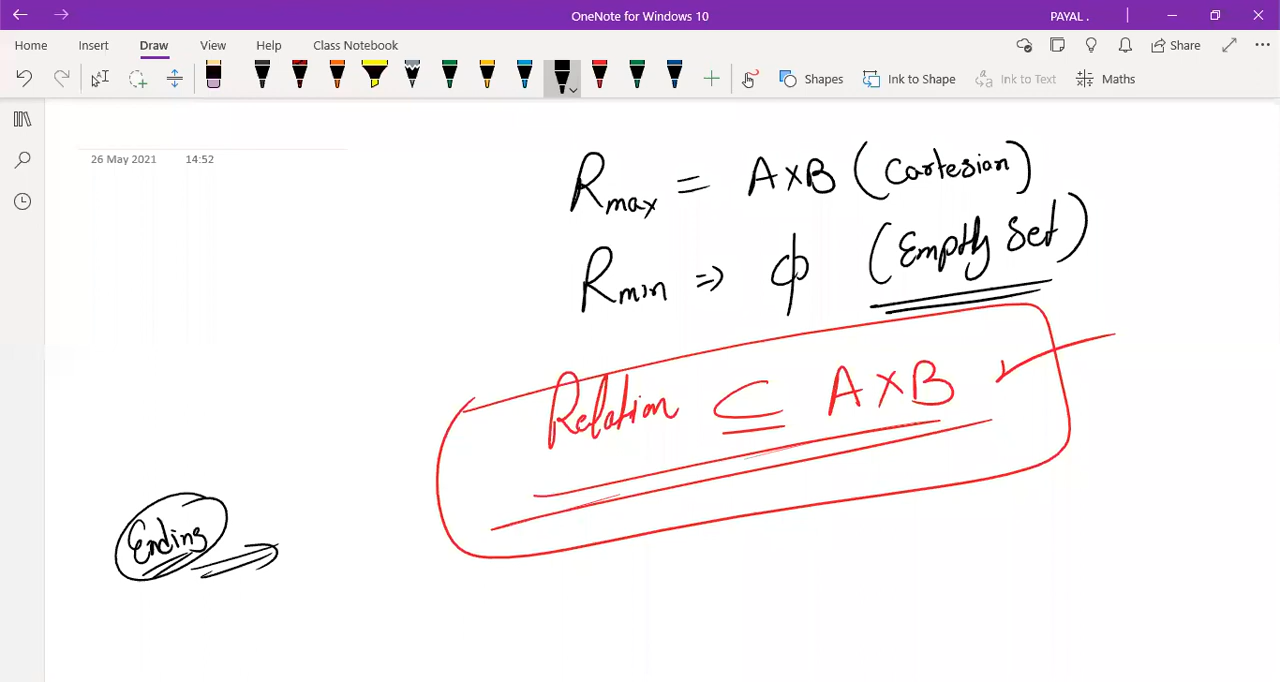 OneNote for Windows 10
PAYAL .
Home Insert Draw View Help Class Notebook
Share
Shapes Ink to Shape Ink to Text Maths
26 May 2021 14:52
Rmax = A×B (Cartesian)
Rmin ⇒ ϕ (Empty Set)
Relation ⊆ A×B
Ending